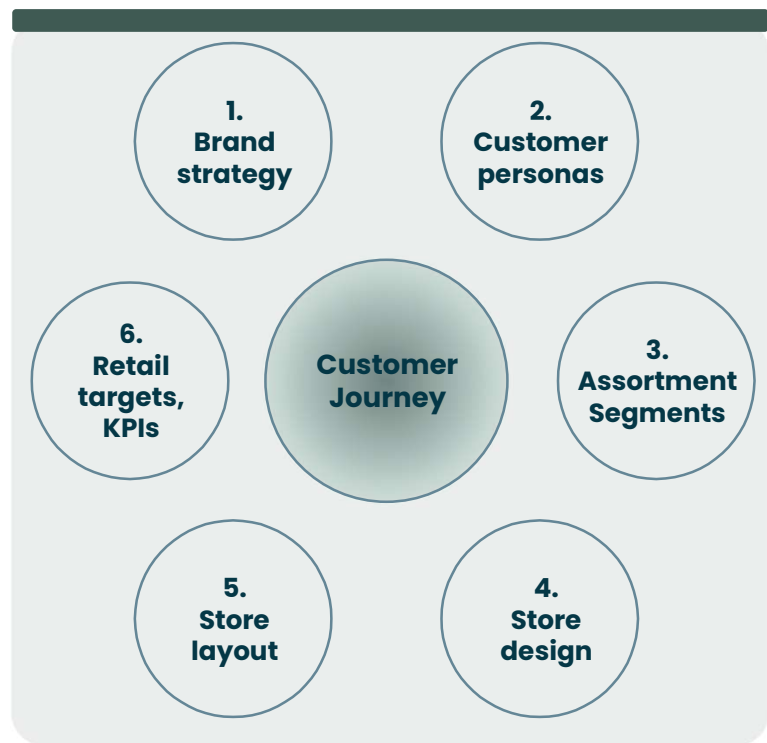 1.
Brand
strategy
2.
Customer
personas
6.
Retail
targets,
KPIs
Customer
Journey
3.
Assortment
Segments
5.
Store
layout
4.
Store
design